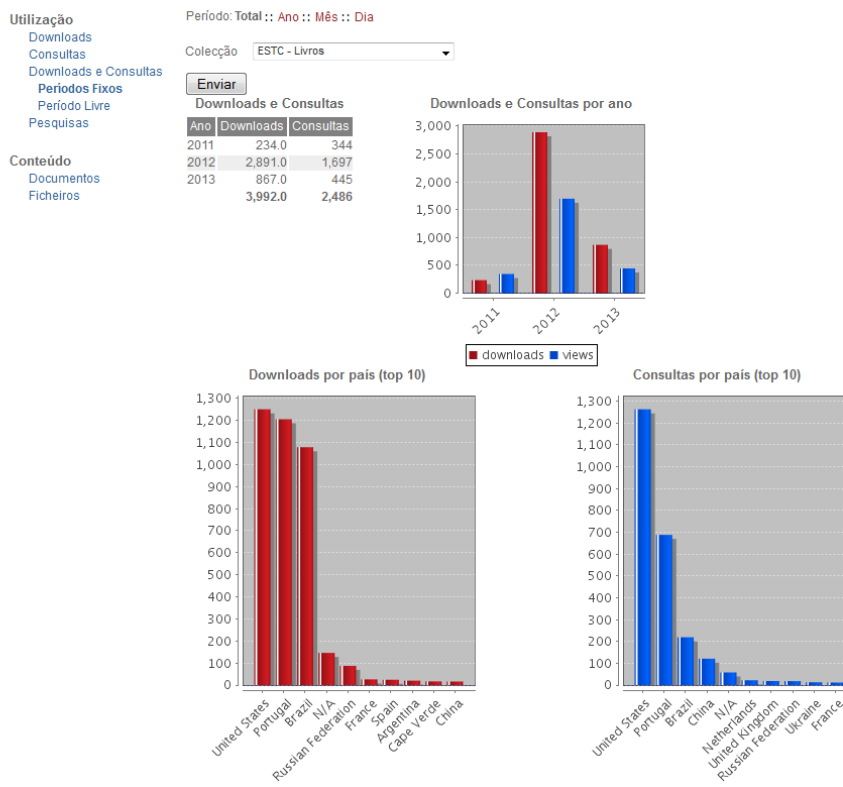 Utilização
Downloads
Consultas
Downloads e Consultas
Periodos Fixos
Período Livre
Pesquisas
Conteúdo
Documentos
Ficheiros
Período: Total :: Ano :: Mês :: Dia
Colecção ESTC - Livros
Enviar
Downloads e Consultas
Ano Downloads Consultas
2011 234.0 344
2012 2,891.0 1,697
2013 867.0 445
3,992.0 2,486
Downloads e Consultas por ano
3,000
2,500
2,000
1,500
1,000
500
0
2011 2012 2013
downloads views
Downloads por país (top 10)
1,300
1,200
1,100
1,000
900
800
700
600
500
400
300
200
100
0
United States
Portugal
Brazil
N/A
Russian Federation
France
Spain
Argentina
Cape Verde
China
Consultas por país (top 10)
1,300
1,200
1,100
1,000
900
800
700
600
500
400
300
200
100
0
United States
Portugal
Brazil
China
N/A
Netherlands
United Kingdom
Russian Federation
Ukraine
France